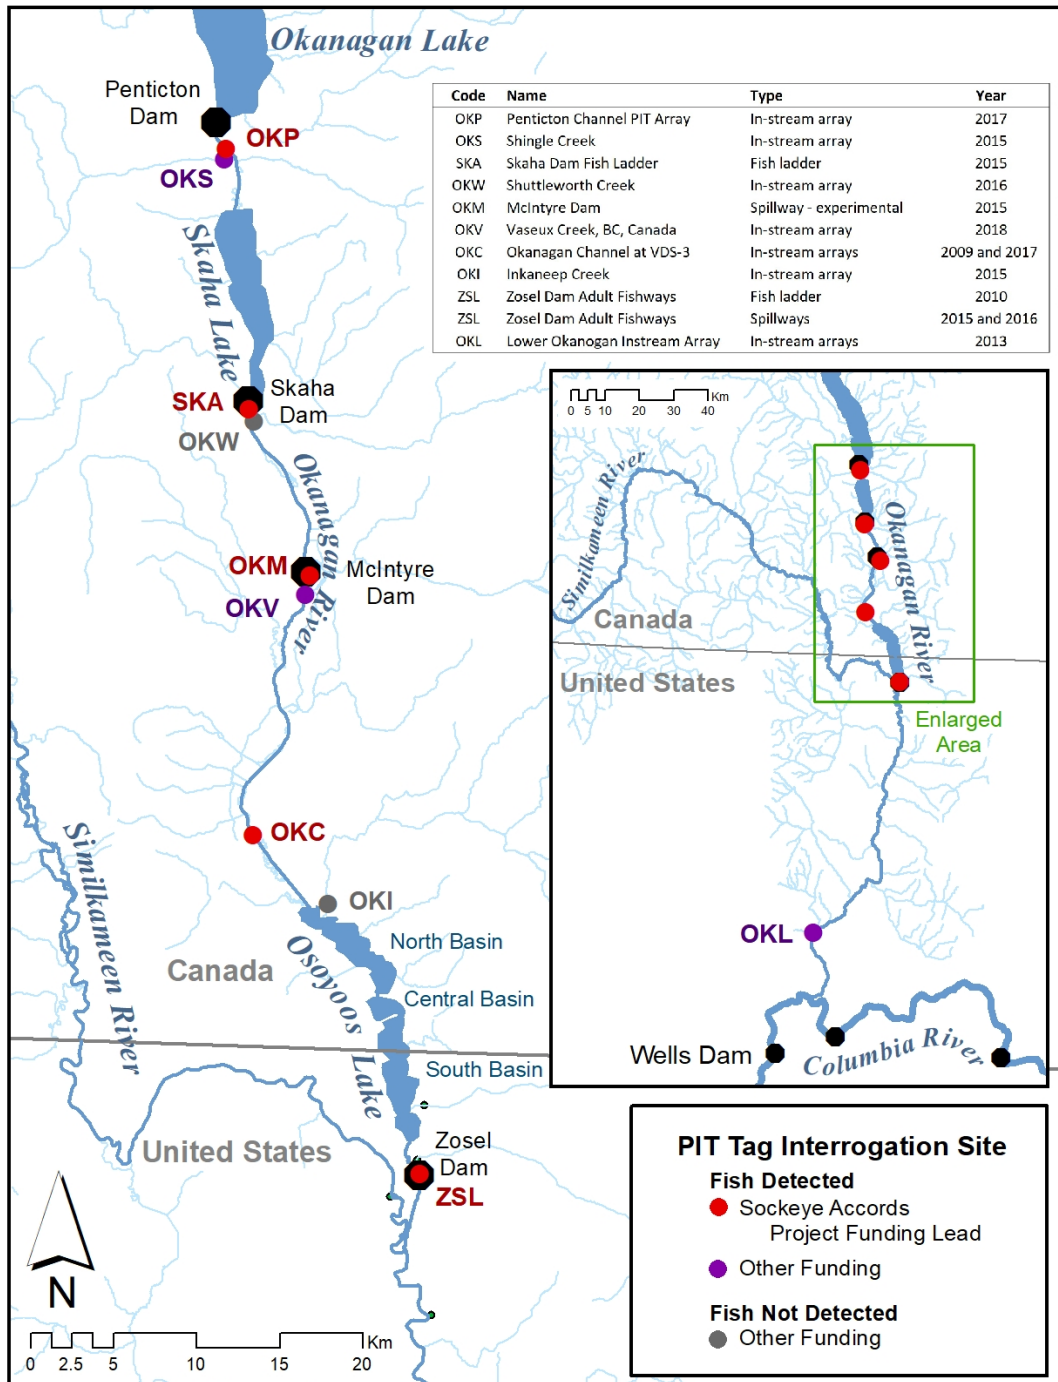 Okanagan Lake
Penticton
Dam
OKP
OKS
Code Name Type Year
OKP Penticton Channel PIT Array In-stream array 2017
OKS Shingle Creek In-stream array 2015
SKA Skaha Dam Fish Ladder Fish ladder 2015
OKW Shuttleworth Creek In-stream array 2016
OKM McIntyre Dam Spillway - experimental 2015
OKV Vaseux Creek, BC, Canada In-stream array 2018
OKC Okanagan Channel at VDS-3 In-stream arrays 2009 and 2017
OKI Inkaneep Creek In-stream array 2015
ZSL Zosel Dam Adult Fishways Fish ladder 2010
ZSL Zosel Dam Adult Fishways Spillways 2015 and 2016
OKL Lower Okanogan Instream Array In-stream arrays 2013
Skaha Lake
SKA
Skaha
Dam
OKW
Okanagan River
OKM
McIntyre
Dam
OKV
OKC
OKI
Similkameen River
North Basin
Canada
Osoyoos Lake
Central Basin
South Basin
United States
Zosel
Dam
ZSL
N
Km
0 2.5 5 10 15 20
Km
0 5 10 20 30 40
Similkameen River
Okanagan River
Canada
United States
Enlarged
Area
OKL
Wells Dam
Columbia River
PIT Tag Interrogation Site
Fish Detected
Sockeye Accords
Project Funding Lead
Other Funding
Fish Not Detected
Other Funding